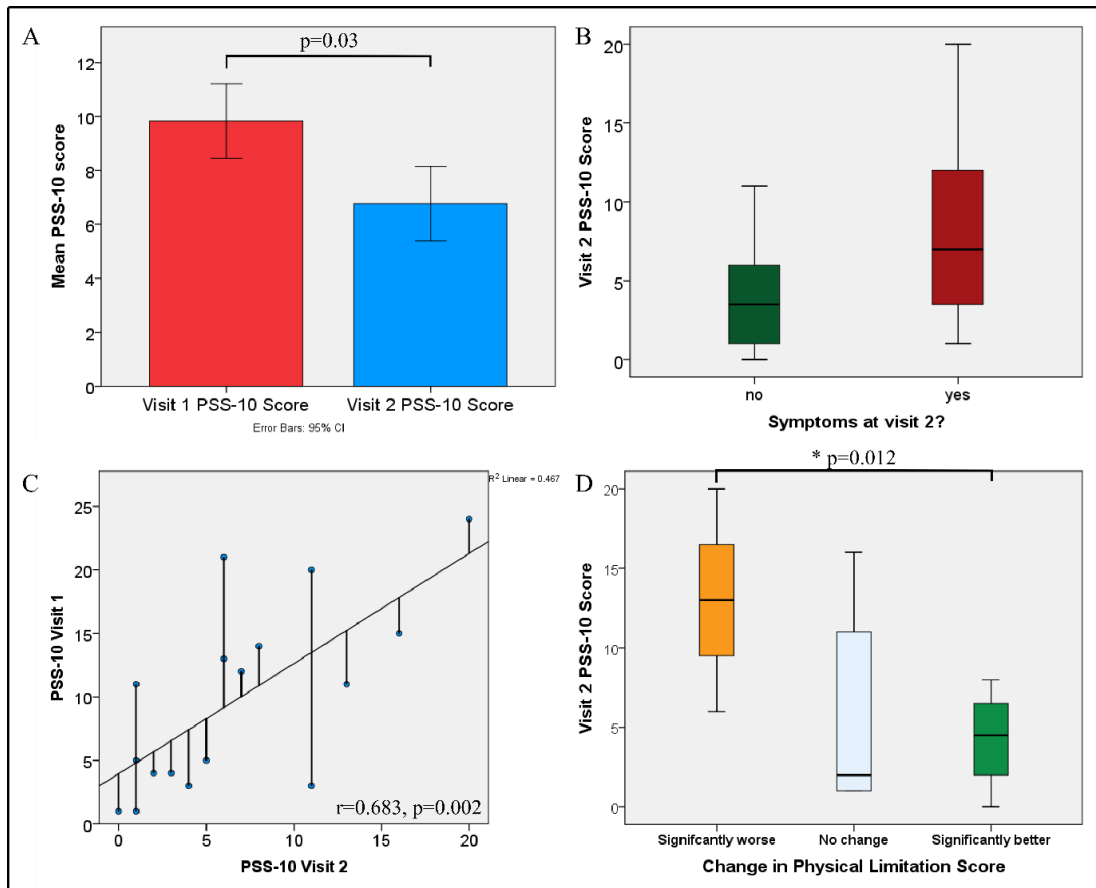 A
p=0.03
Mean PSS-10 score
12
10
8
6
4
2
0
Visit 1 PSS-10 Score
Visit 2 PSS-10 Score
Error Bars: 95% CI
B
Visit 2 PSS-10 Score
20
15
10
5
0
no
yes
Symptoms at visit 2?
C
R2 Linear = 0.467
PSS-10 Visit 1
25
20
15
10
5
0
r=0.683, p=0.002
0
5
10
15
20
PSS-10 Visit 2
D
* p=0.012
Visit 2 PSS-10 Score
20
15
10
5
0
Signifcantly worse
No change
Significantly better
Change in Physical Limitation Score